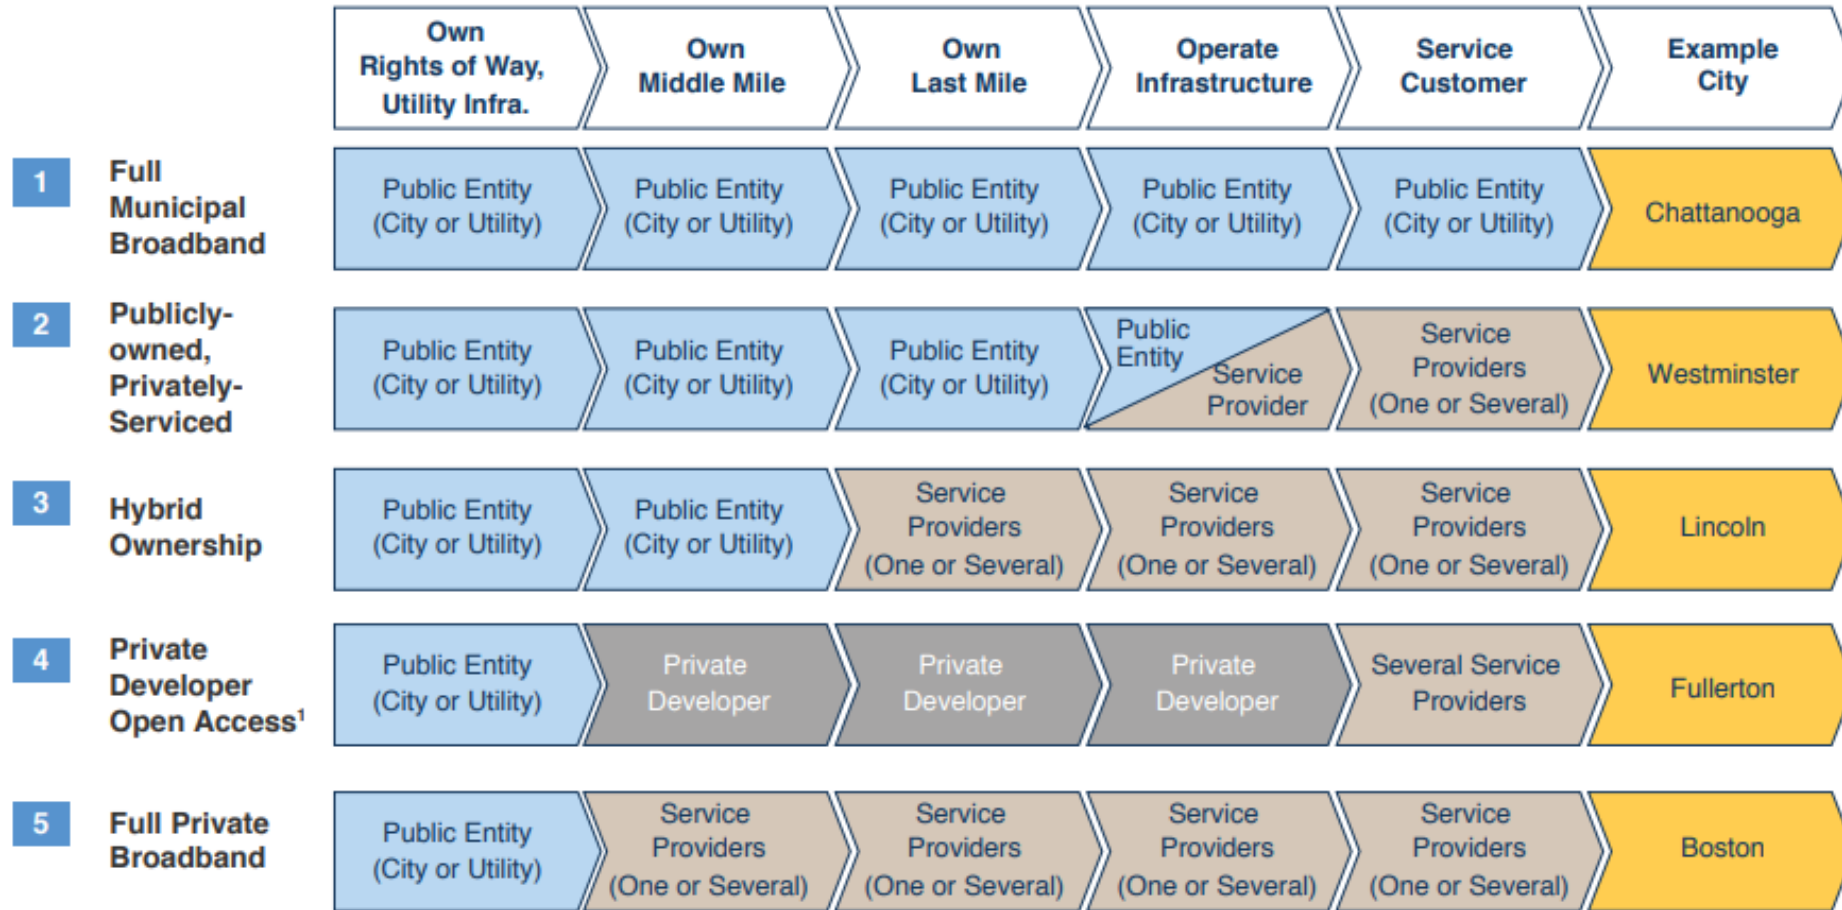 Own
Rights of Way,
Utility Infra.
Own
Middle Mile
Own
Last Mile
Operate
Infrastructure
Service
Customer
Example
City
1
Full
Municipal
Broadband
Public Entity
(City or Utility)
Public Entity
(City or Utility)
Public Entity
(City or Utility)
Public Entity
(City or Utility)
Public Entity
(City or Utility)
Chattanooga
2
Publicly-
owned,
Privately-
Serviced
Public Entity
(City or Utility)
Public Entity
(City or Utility)
Public Entity
(City or Utility)
Public
Entity
Service
Provider
Service
Providers
(One or Several)
Westminster
3
Hybrid
Ownership
Public Entity
(City or Utility)
Public Entity
(City or Utility)
Service
Providers
(One or Several)
Service
Providers
(One or Several)
Service
Providers
(One or Several)
Lincoln
4
Private
Developer
Open Access¹
Public Entity
(City or Utility)
Private
Developer
Private
Developer
Private
Developer
Several Service
Providers
Fullerton
5
Full Private
Broadband
Public Entity
(City or Utility)
Service
Providers
(One or Several)
Service
Providers
(One or Several)
Service
Providers
(One or Several)
Service
Providers
(One or Several)
Boston